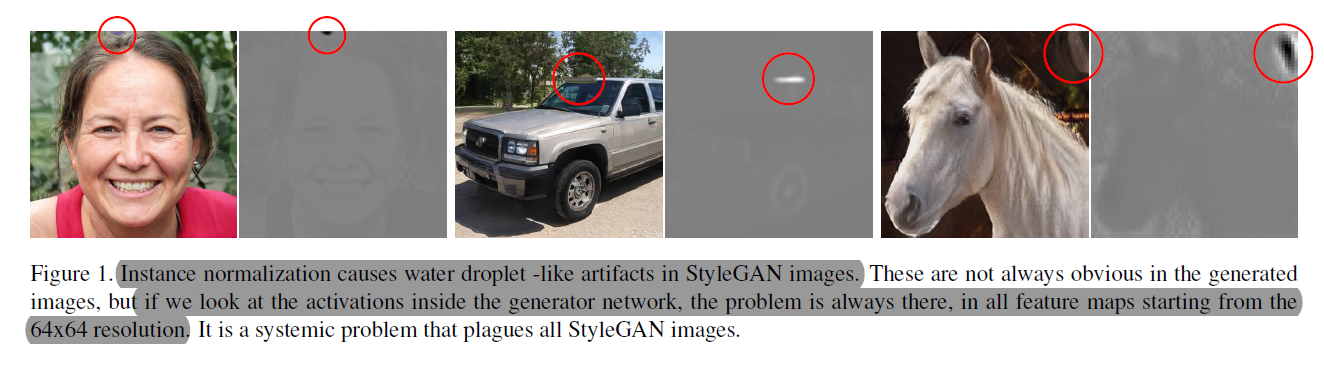 Figure 1. Instance normalization causes water droplet -like artifacts in StyleGAN images. These are not always obvious in the generated
images, but if we look at the activations inside the generator network, the problem is always there, in all feature maps starting from the
64x64 resolution. It is a systemic problem that plagues all StyleGAN images.